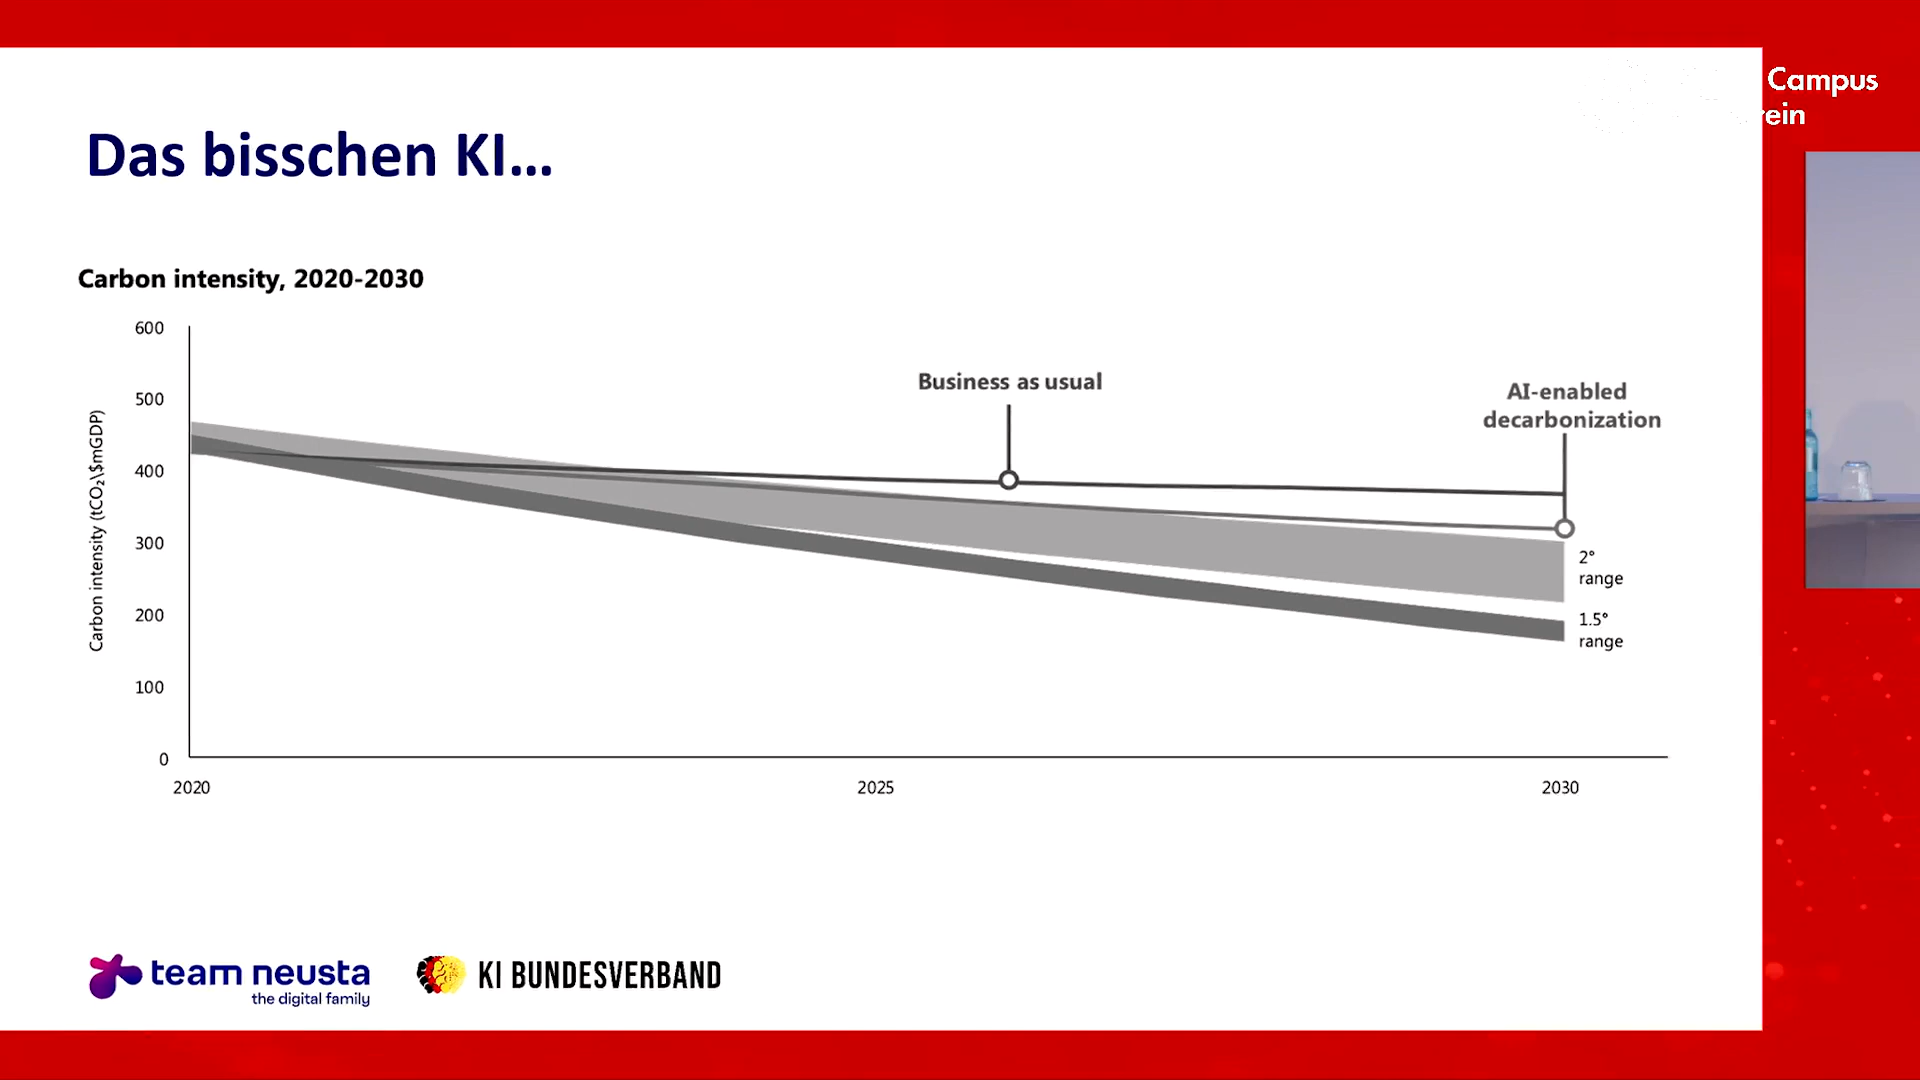 Campus
rein
Das bisschen KI...
Carbon intensity, 2020-2030
Carbon intensity (tCO₂\$mGDP)
600
500
400
300
200
100
0
2020
2025
2030
Business as usual
AI-enabled
decarbonization
2°
range
1.5°
range
team neusta
the digital family
KI BUNDESVERBAND